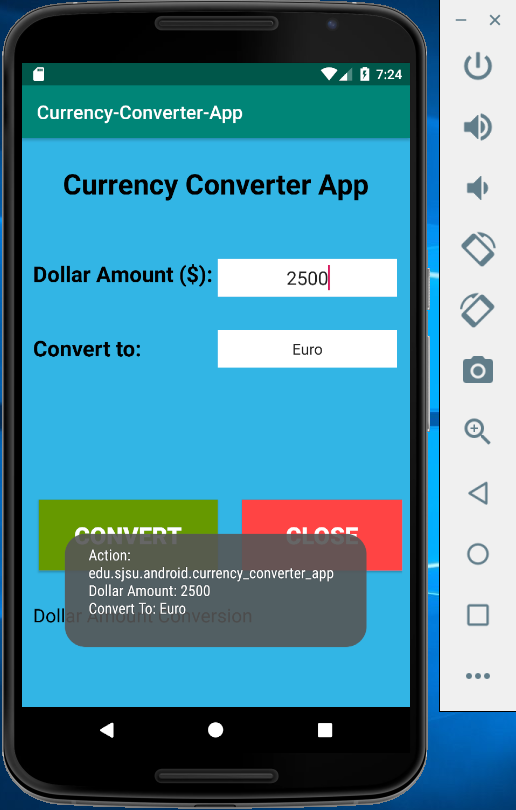 7:24
Currency-Converter-App
Currency Converter App
Dollar Amount ($): 2500
Convert to: Euro
CONVERT CLOSE
Action:
edu.sjsu.android.currency_converter_app
Dollar Amount: 2500
Convert To: Euro
Dollar Amount Conversion